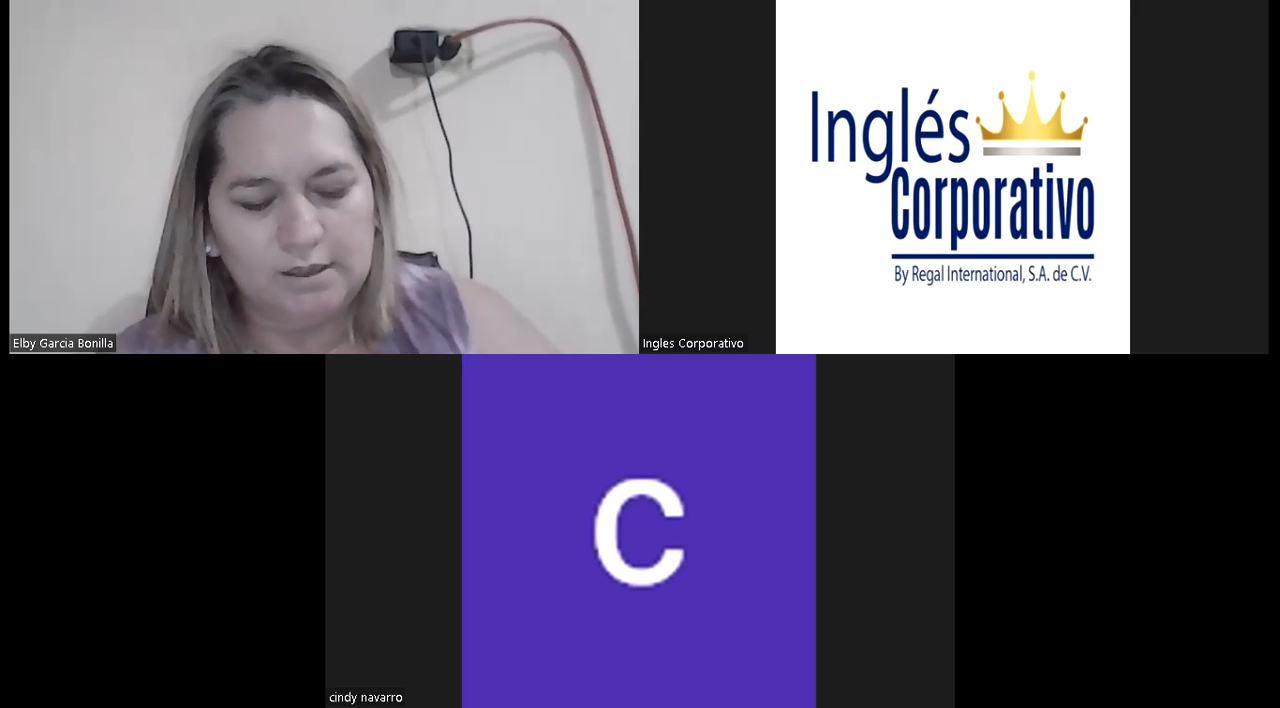 Inglés
Corporativo
By Regal International, S.A. de C.V.
Elby Garcia Bonilla
Ingles Corporativo
C
cindy navarro